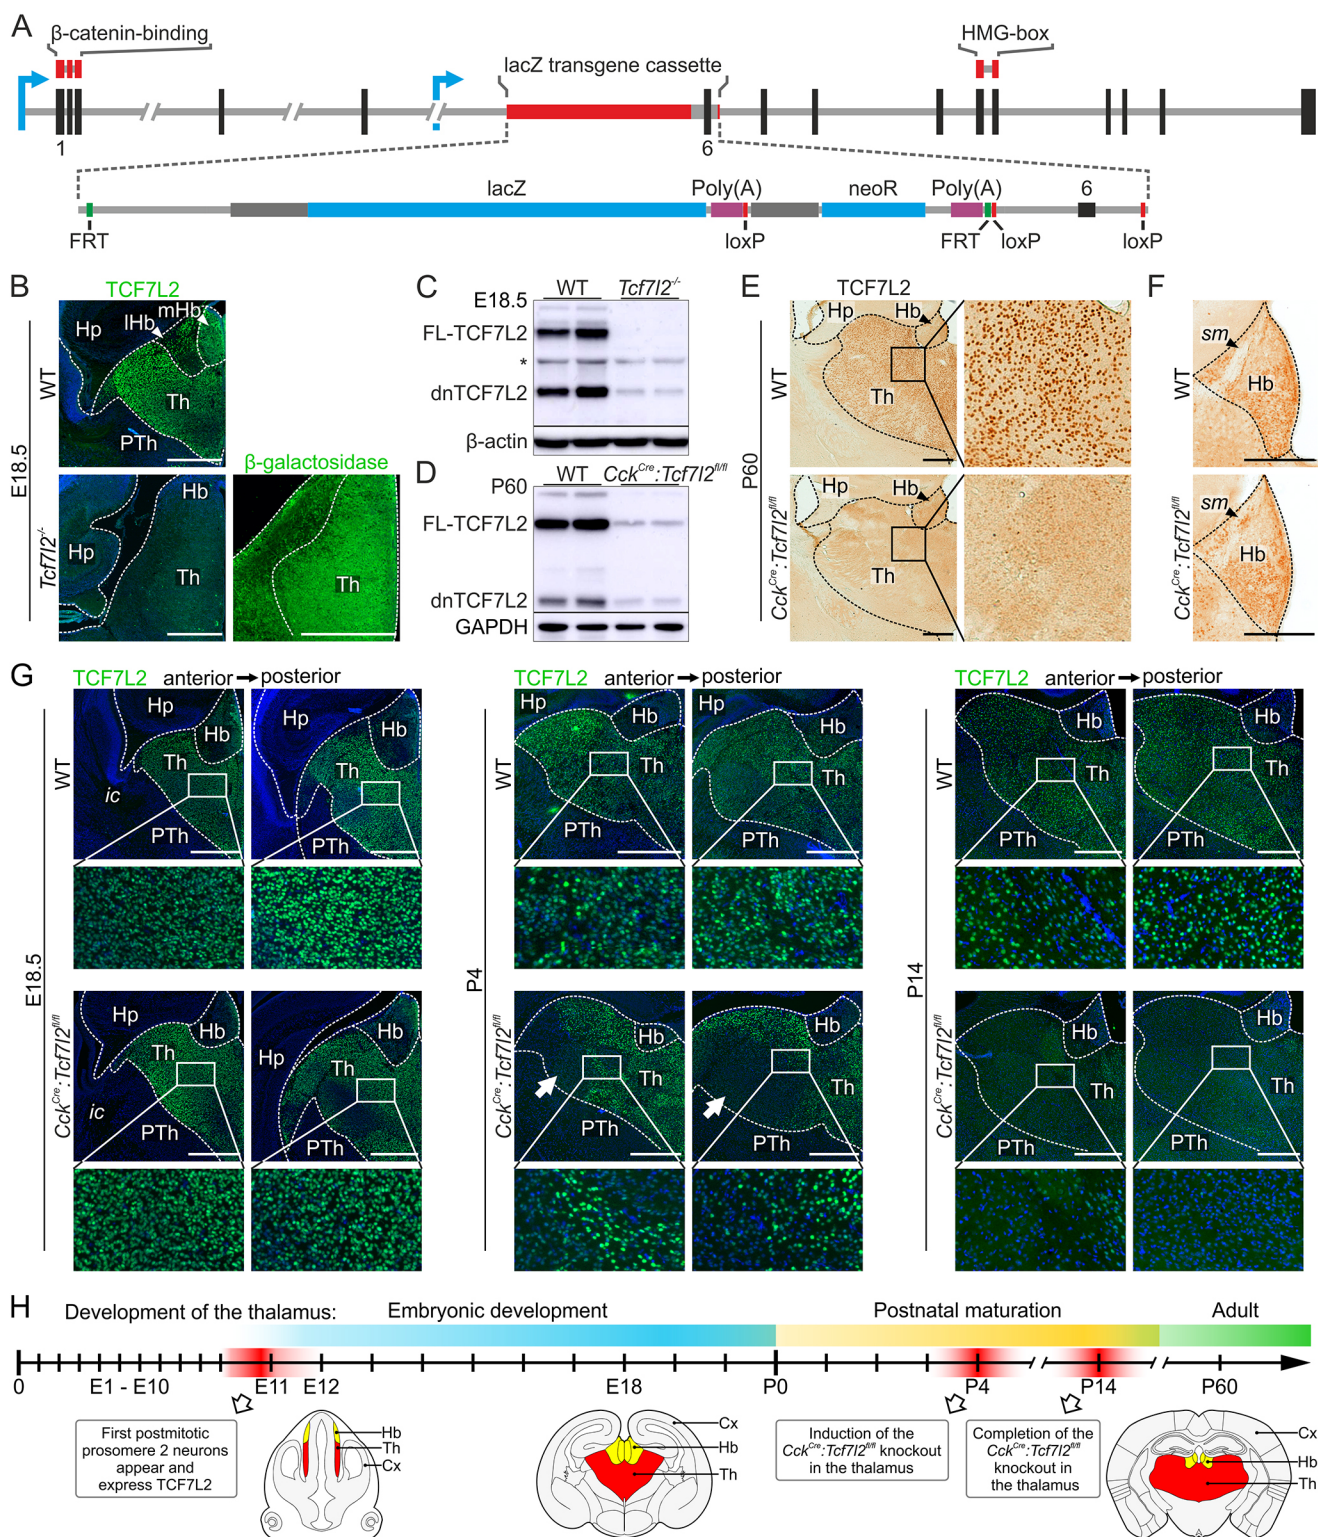 A
β-catenin-binding
HMG-box
lacZ transgene cassette
1
6
lacZ
Poly(A)
neoR
Poly(A)
6
FRT
loxP
FRT
loxP
loxP
B
TCF7L2
E18.5
WT
Hp
lHb
mHb
Th
PTh
Tcf7l2-/-
Hb
Hp
Th
β-galactosidase
Th
C
WT
Tcf7l2-/-
E18.5
FL-TCF7L2
*
dnTCF7L2
β-actin
D
WT
CckCre:Tcf7l2fl/fl
P60
FL-TCF7L2
dnTCF7L2
GAPDH
E
TCF7L2
P60
WT
Hp
Hb
Th
CckCre:Tcf7l2fl/fl
Hp
Hb
Th
F
WT
sm
Hb
CckCre:Tcf7l2fl/fl
sm
Hb
G
TCF7L2 anterior posterior
E18.5
WT
Hp
Hb
Th
ic
PTh
Hp
Hb
Th
PTh
CckCre:Tcf7l2fl/fl
Hp
Hb
Th
ic
PTh
Hp
Hb
Th
PTh
TCF7L2 anterior posterior
P4
WT
Hp
Hb
Th
PTh
Hp
Hb
Th
PTh
CckCre:Tcf7l2fl/fl
Hb
Th
PTh
Hb
Th
PTh
TCF7L2 anterior posterior
P14
WT
Hb
Th
PTh
Hb
Th
PTh
CckCre:Tcf7l2fl/fl
Hb
Th
PTh
Hb
Th
PTh
H
Development of the thalamus:
Embryonic development
Postnatal maturation
Adult
0
E1 - E10
E11
E12
E18
P0
P4
P14
P60
First postmitotic
prosomere 2 neurons
appear and
express TCF7L2
Hb
Th
Cx
Cx
Hb
Th
Induction of the
CckCre:Tcf7l2fl/fl knockout
in the thalamus
Completion of the
CckCre:Tcf7l2fl/fl
knockout in
the thalamus
Cx
Hb
Th